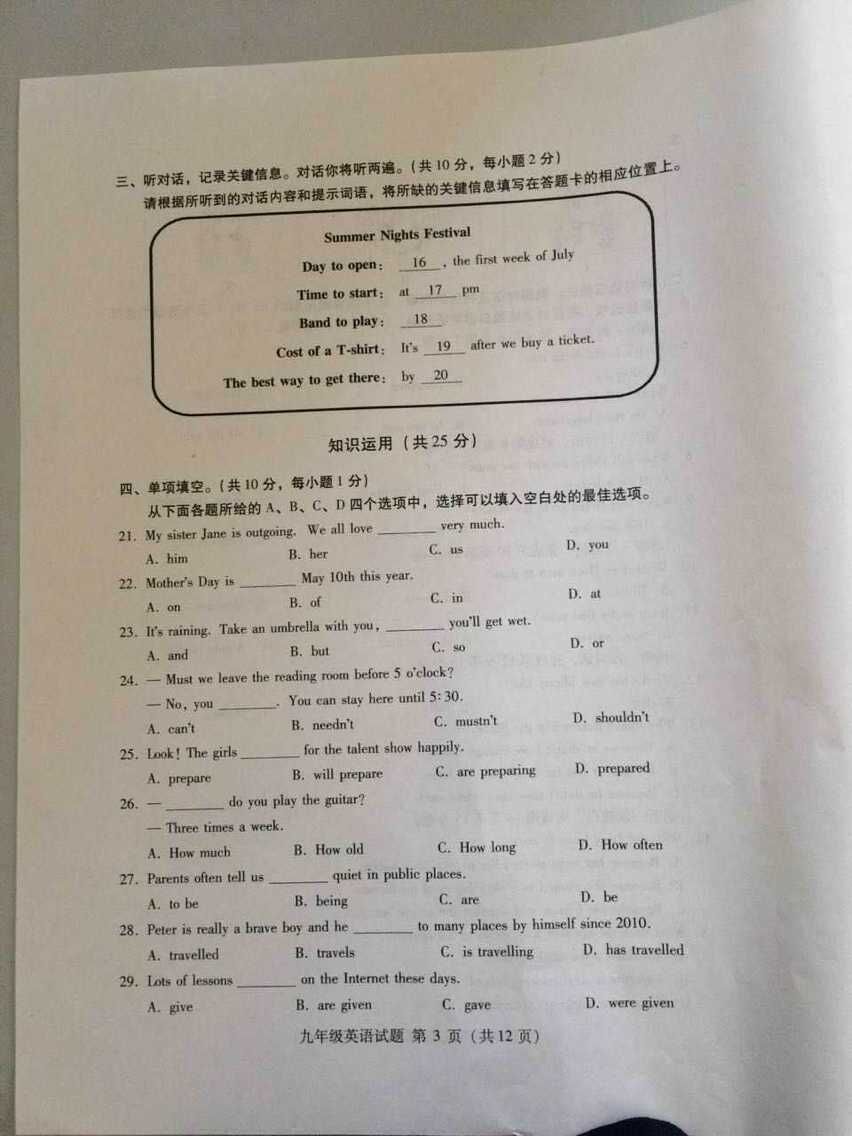 三、听对话，记录关键信息。对话你将听两遍。(共 10 分，每小题 2 分)
请根据所听到的对话内容和提示词语，将所缺的关键信息填写在答题卡的相应位置上。
Summer Nights Festival
Day to open: 16 , the first week of July
Time to start: at 17 pm
Band to play: 18
Cost of a T-shirt: It's 19 after we buy a ticket.
The best way to get there: by 20
知识运用 (共 25 分)
四、单项填空。(共 10 分，每小题 1 分)
从下面各题所给的 A、B、C、D 四个选项中，选择可以填入空白处的最佳选项。
21. My sister Jane is outgoing. We all love ________ very much.
A. him B. her C. us D. you
22. Mother's Day is ________ May 10th this year.
A. on B. of C. in D. at
23. It's raining. Take an umbrella with you, ________ you'll get wet.
A. and B. but C. so D. or
24. — Must we leave the reading room before 5 o'clock?
— No, you ________. You can stay here until 5:30.
A. can't B. needn't C. mustn't D. shouldn't
25. Look! The girls ________ for the talent show happily.
A. prepare B. will prepare C. are preparing D. prepared
26. — ________ do you play the guitar?
— Three times a week.
A. How much B. How old C. How long D. How often
27. Parents often tell us ________ quiet in public places.
A. to be B. being C. are D. be
28. Peter is really a brave boy and he ________ to many places by himself since 2010.
A. travelled B. travels C. is travelling D. has travelled
29. Lots of lessons ________ on the Internet these days.
A. give B. are given C. gave D. were given
九年级英语试题 第 3 页 (共 12 页)